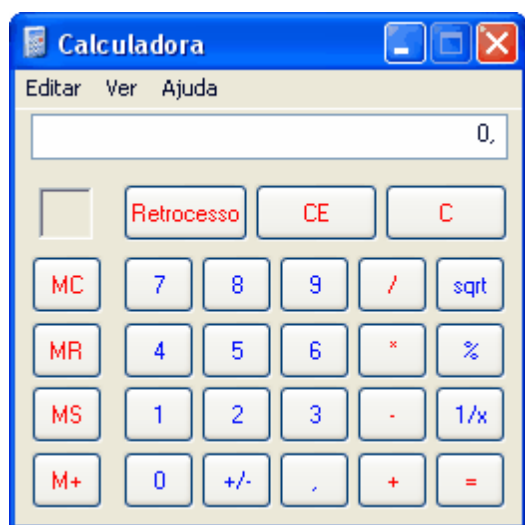 Calculadora
Editar Ver Ajuda
0,
Retrocesso CE C
MC 7 8 9 / sqrt
MR 4 5 6 * %
MS 1 2 3 - 1/x
M+ 0 +/- , + =